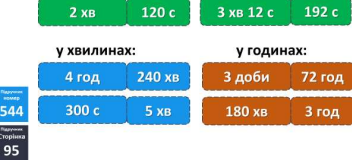 2 хв 120 с 3 хв 12 с 192 с
у хвилинах: у годинах:
4 год 240 хв 3 доби 72 год
300 с 5 хв 180 хв 3 год
Підручник
номер
544
Підручник
Сторінка
95